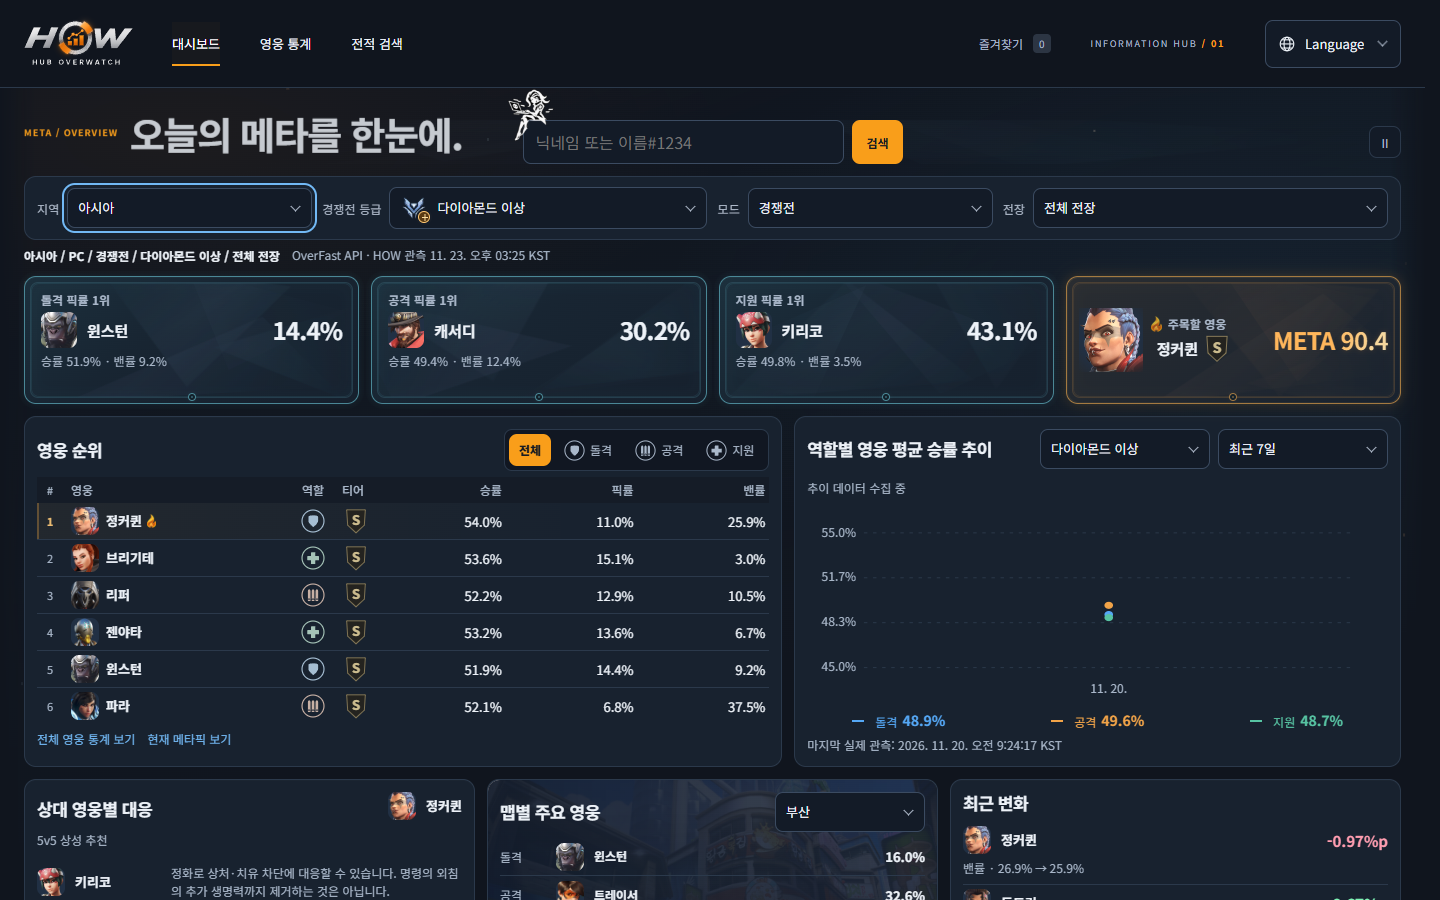 HOW
HUB OVERWATCH
대시보드 영웅 통계 전적 검색
즐겨찾기 0
INFORMATION HUB / 01
Language
META / OVERVIEW
오늘의 메타를 한눈에.
닉네임 또는 이름#1234
검색
지역 아시아 경쟁전 등급 다이아몬드 이상 모드 경쟁전 전장 전체 전장
아시아 / PC / 경쟁전 / 다이아몬드 이상 / 전체 전장 OverFast API · HOW 관측 11. 23. 오후 03:25 KST
돌격 픽률 1위
윈스턴 14.4%
승률 51.9% · 밴률 9.2%
공격 픽률 1위
캐서디 30.2%
승률 49.4% · 밴률 12.4%
지원 픽률 1위
키리코 43.1%
승률 49.8% · 밴률 3.5%
주목할 영웅
정커퀸 S
META 90.4
영웅 순위
전체 돌격 공격 지원
# 영웅 역할 티어 승률 픽률 밴률
1 정커퀸 S 54.0% 11.0% 25.9%
2 브리기테 S 53.6% 15.1% 3.0%
3 리퍼 S 52.2% 12.9% 10.5%
4 젠야타 S 53.2% 13.6% 6.7%
5 윈스턴 S 51.9% 14.4% 9.2%
6 파라 S 52.1% 6.8% 37.5%
전체 영웅 통계 보기 현재 메타픽 보기
역할별 영웅 평균 승률 추이
다이아몬드 이상 최근 7일
추이 데이터 수집 중
55.0%
51.7%
48.3%
45.0%
11. 20.
돌격 48.9% 공격 49.6% 지원 48.7%
마지막 실제 관측: 2026. 11. 20. 오전 9:24:17 KST
상대 영웅별 대응
정커퀸
5v5 상성 추천
키리코
정화로 상처·치유 차단에 대응할 수 있습니다. 명령의 외침
의 추가 생명력까지 제거하는 것은 아닙니다.
맵별 주요 영웅
부산
돌격 윈스턴 16.0%
공격 트레이서 32.6%
최근 변화
정커퀸 -0.97%p
밴률 · 26.9% → 25.9%